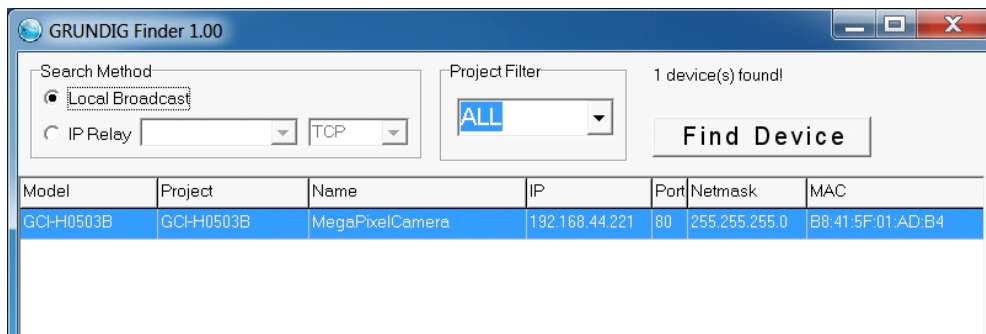 GRUNDIG Finder 1.00
Search Method
Local Broadcast
IP Relay TCP
Project Filter
ALL
1 device(s) found!
Find Device
Model Project Name IP Port Netmask MAC
GCI-H0503B GCI-H0503B MegaPixelCamera 192.168.44.221 80 255.255.255.0 B8:41:5F:01:AD:B4